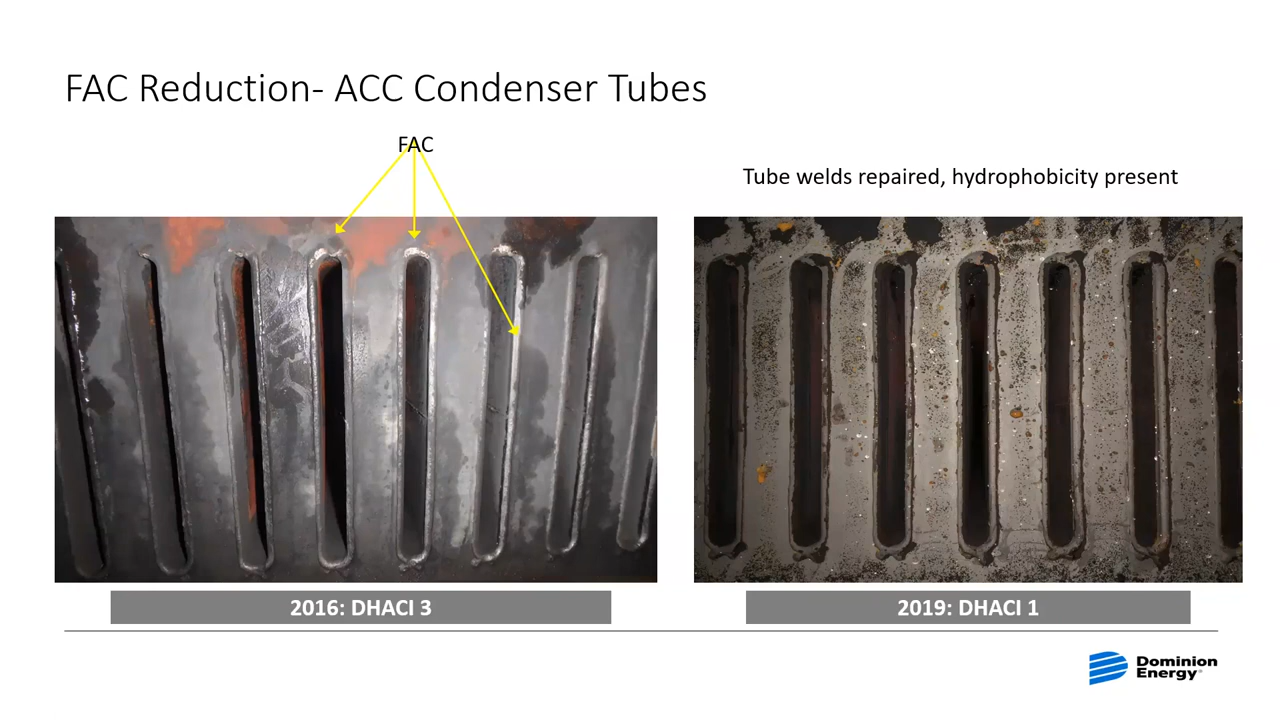 FAC Reduction- ACC Condenser Tubes
FAC
Tube welds repaired, hydrophobicity present
2016: DHACI 3
2019: DHACI 1
Dominion
Energy®